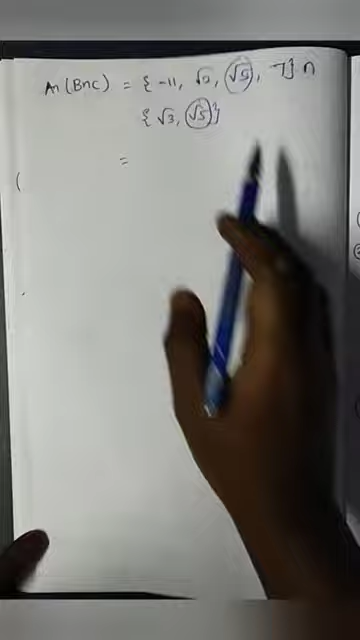 A∩(B∩C) = { -11, √2, √5, 7} ∩
{ √3, √5}
=